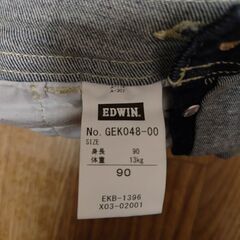 EDWIN.
No. GEK048-00
SIZE
身長 90
体重 13kg
90
EKB-1396
X03-02001